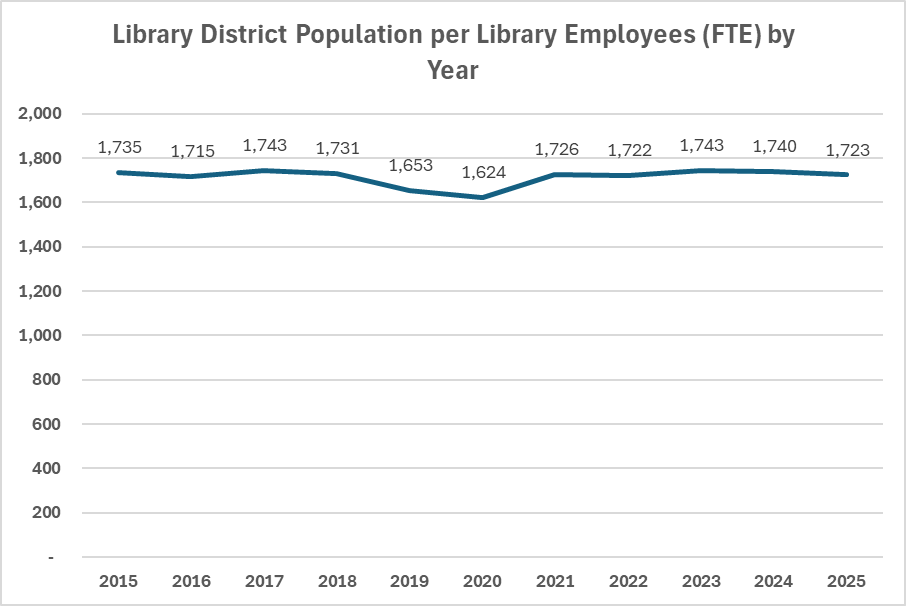 Library District Population per Library Employees (FTE) by
Year
2,000
1,800
1,600
1,400
1,200
1,000
800
600
400
200
-
1,735 1,715 1,743 1,731 1,653 1,624 1,726 1,722 1,743 1,740 1,723
2015 2016 2017 2018 2019 2020 2021 2022 2023 2024 2025